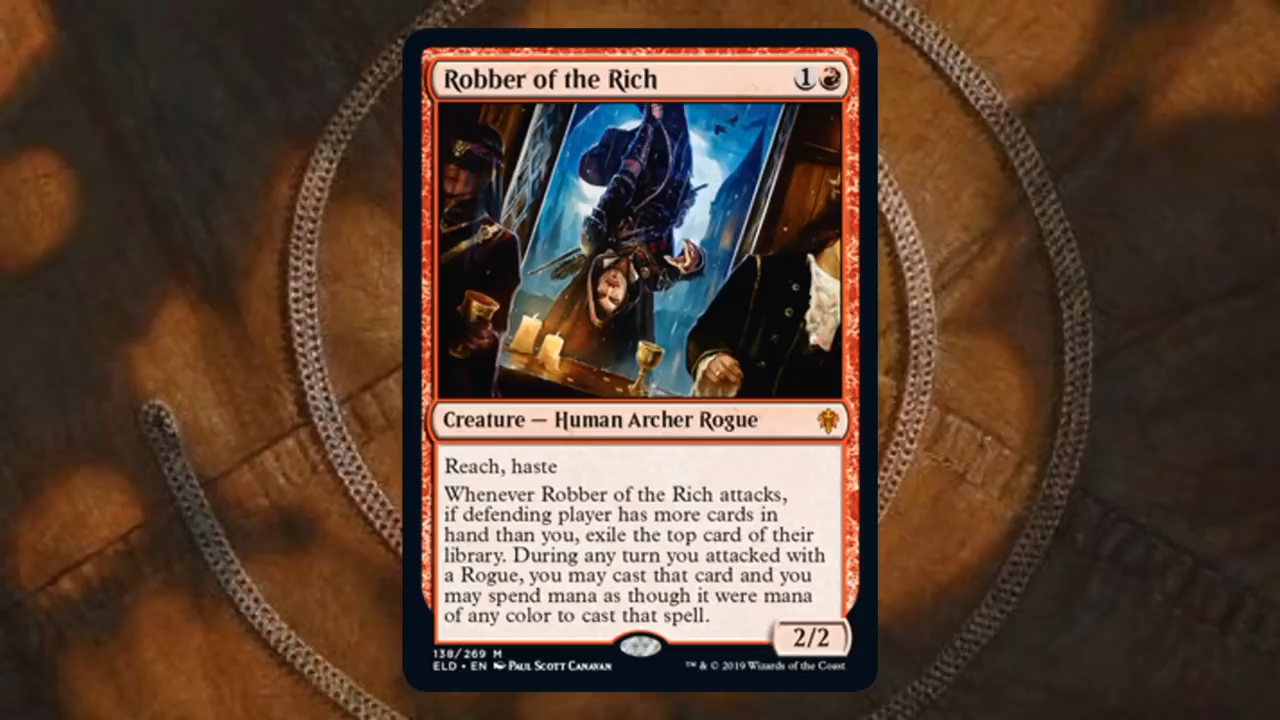 Robber of the Rich 1
Creature — Human Archer Rogue
Reach, haste
Whenever Robber of the Rich attacks,
if defending player has more cards in
hand than you, exile the top card of their
library. During any turn you attacked with
a Rogue, you may cast that card and you
may spend mana as though it were mana
of any color to cast that spell.
2/2
138/269 M
ELD • EN Paul Scott Canavan ™ & © 2019 Wizards of the Coast